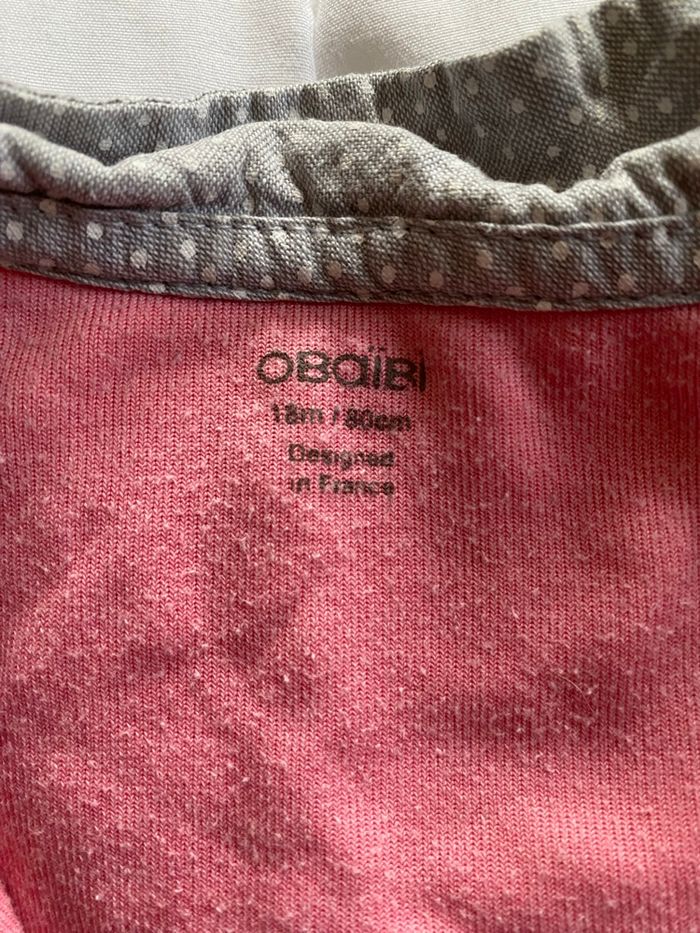 OBaïBi
18m / 80cm
Designed
in France